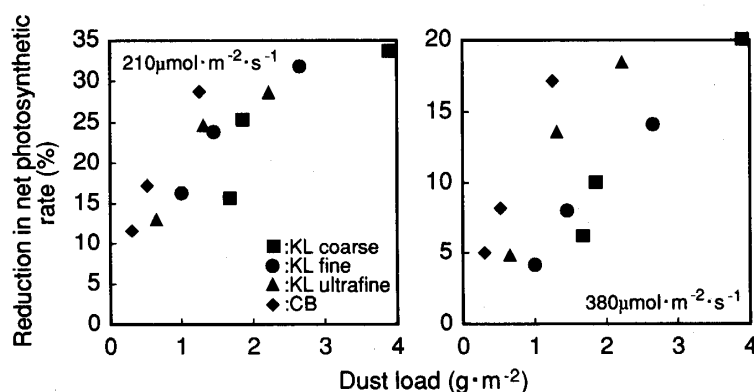 Reduction in net photosynthetic
rate (%)
35
30
25
20
15
10
5
0
210μmol·m⁻²·s⁻¹
■:KL coarse
●:KL fine
▲:KL ultrafine
◆:CB
0 1 2 3 4
20
15
10
5
0
380μmol·m⁻²·s⁻¹
0 1 2 3 4
Dust load (g·m⁻²)